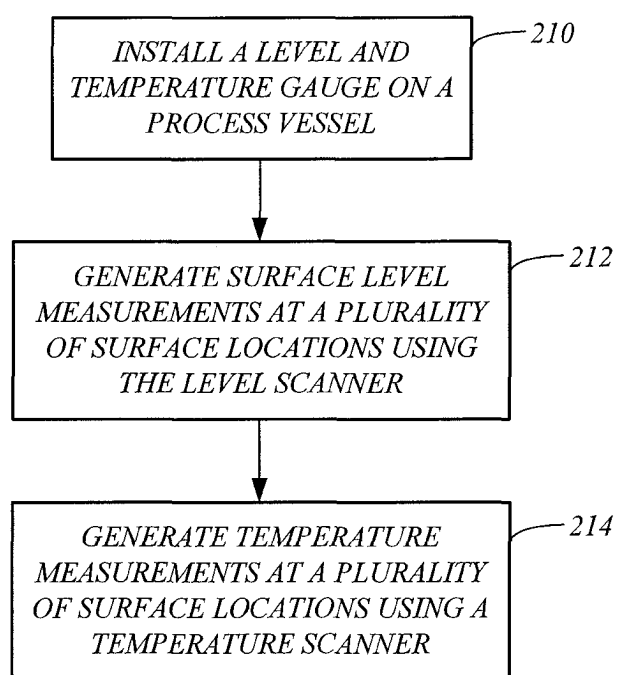 INSTALL A LEVEL AND
TEMPERATURE GAUGE ON A
PROCESS VESSEL
210
GENERATE SURFACE LEVEL
MEASUREMENTS AT A PLURALITY
OF SURFACE LOCATIONS USING
THE LEVEL SCANNER
212
GENERATE TEMPERATURE
MEASUREMENTS AT A PLURALITY
OF SURFACE LOCATIONS USING A
TEMPERATURE SCANNER
214